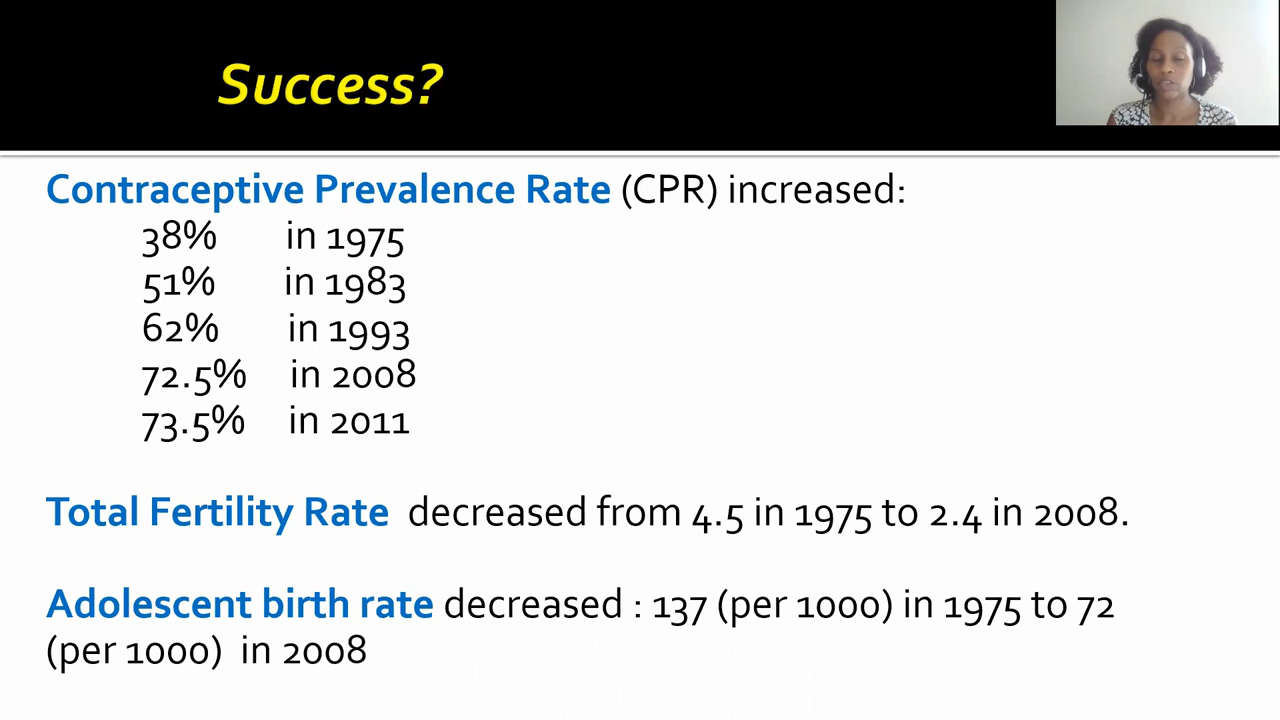 Success?
Contraceptive Prevalence Rate (CPR) increased:
38% in 1975
51% in 1983
62% in 1993
72.5% in 2008
73.5% in 2011
Total Fertility Rate decreased from 4.5 in 1975 to 2.4 in 2008.
Adolescent birth rate decreased : 137 (per 1000) in 1975 to 72
(per 1000) in 2008